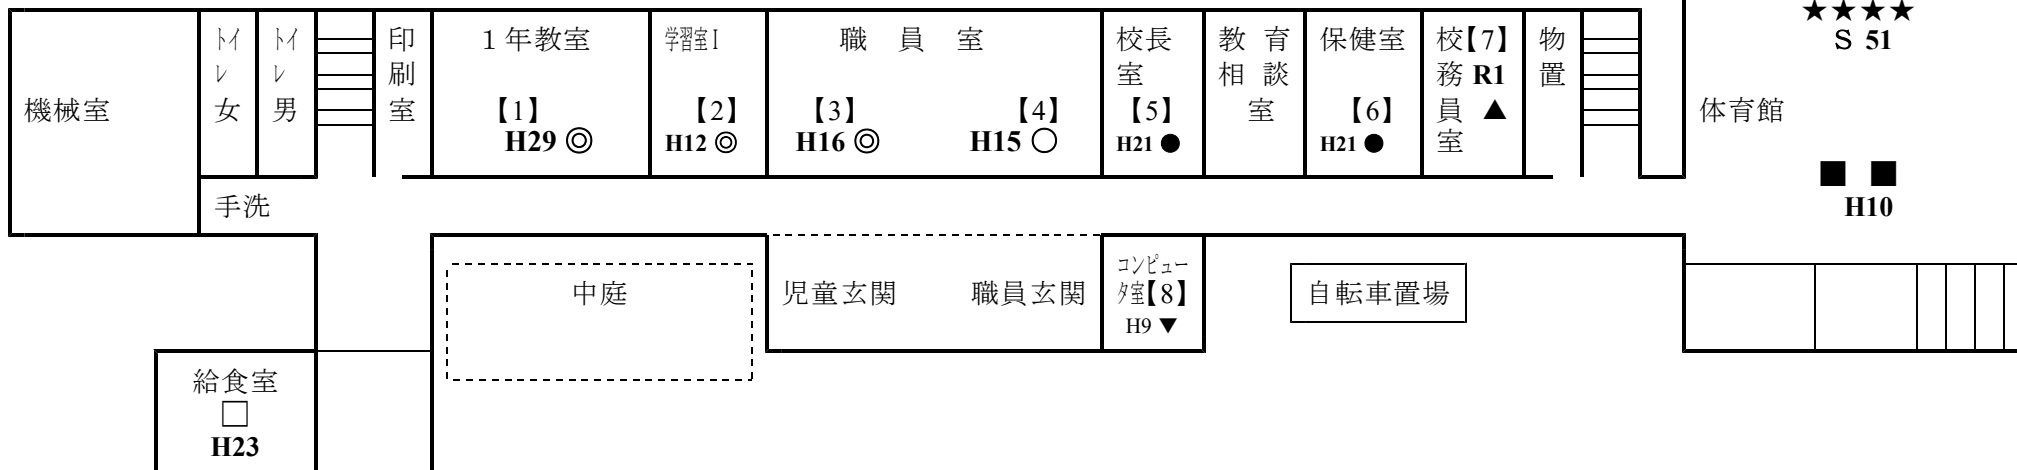 機械室
ﾄｲﾚ女
ﾄｲﾚ男
印刷室
１年教室
【1】
H29 ◎
学習室Ⅰ
【2】
H12 ◎
職員室
【3】
H16 ◎
【4】
H15 ○
校長室
【5】
H21 ●
教育相談室
保健室
【6】
H21 ●
校務員室
【7】
R1
▲
物置
★★★★
Ｓ 51
体育館
■ ■
H10
手洗
中庭
児童玄関
職員玄関
ｺﾝﾋﾟｭｰﾀ室【8】
H9 ▼
自転車置場
給食室
□
H23